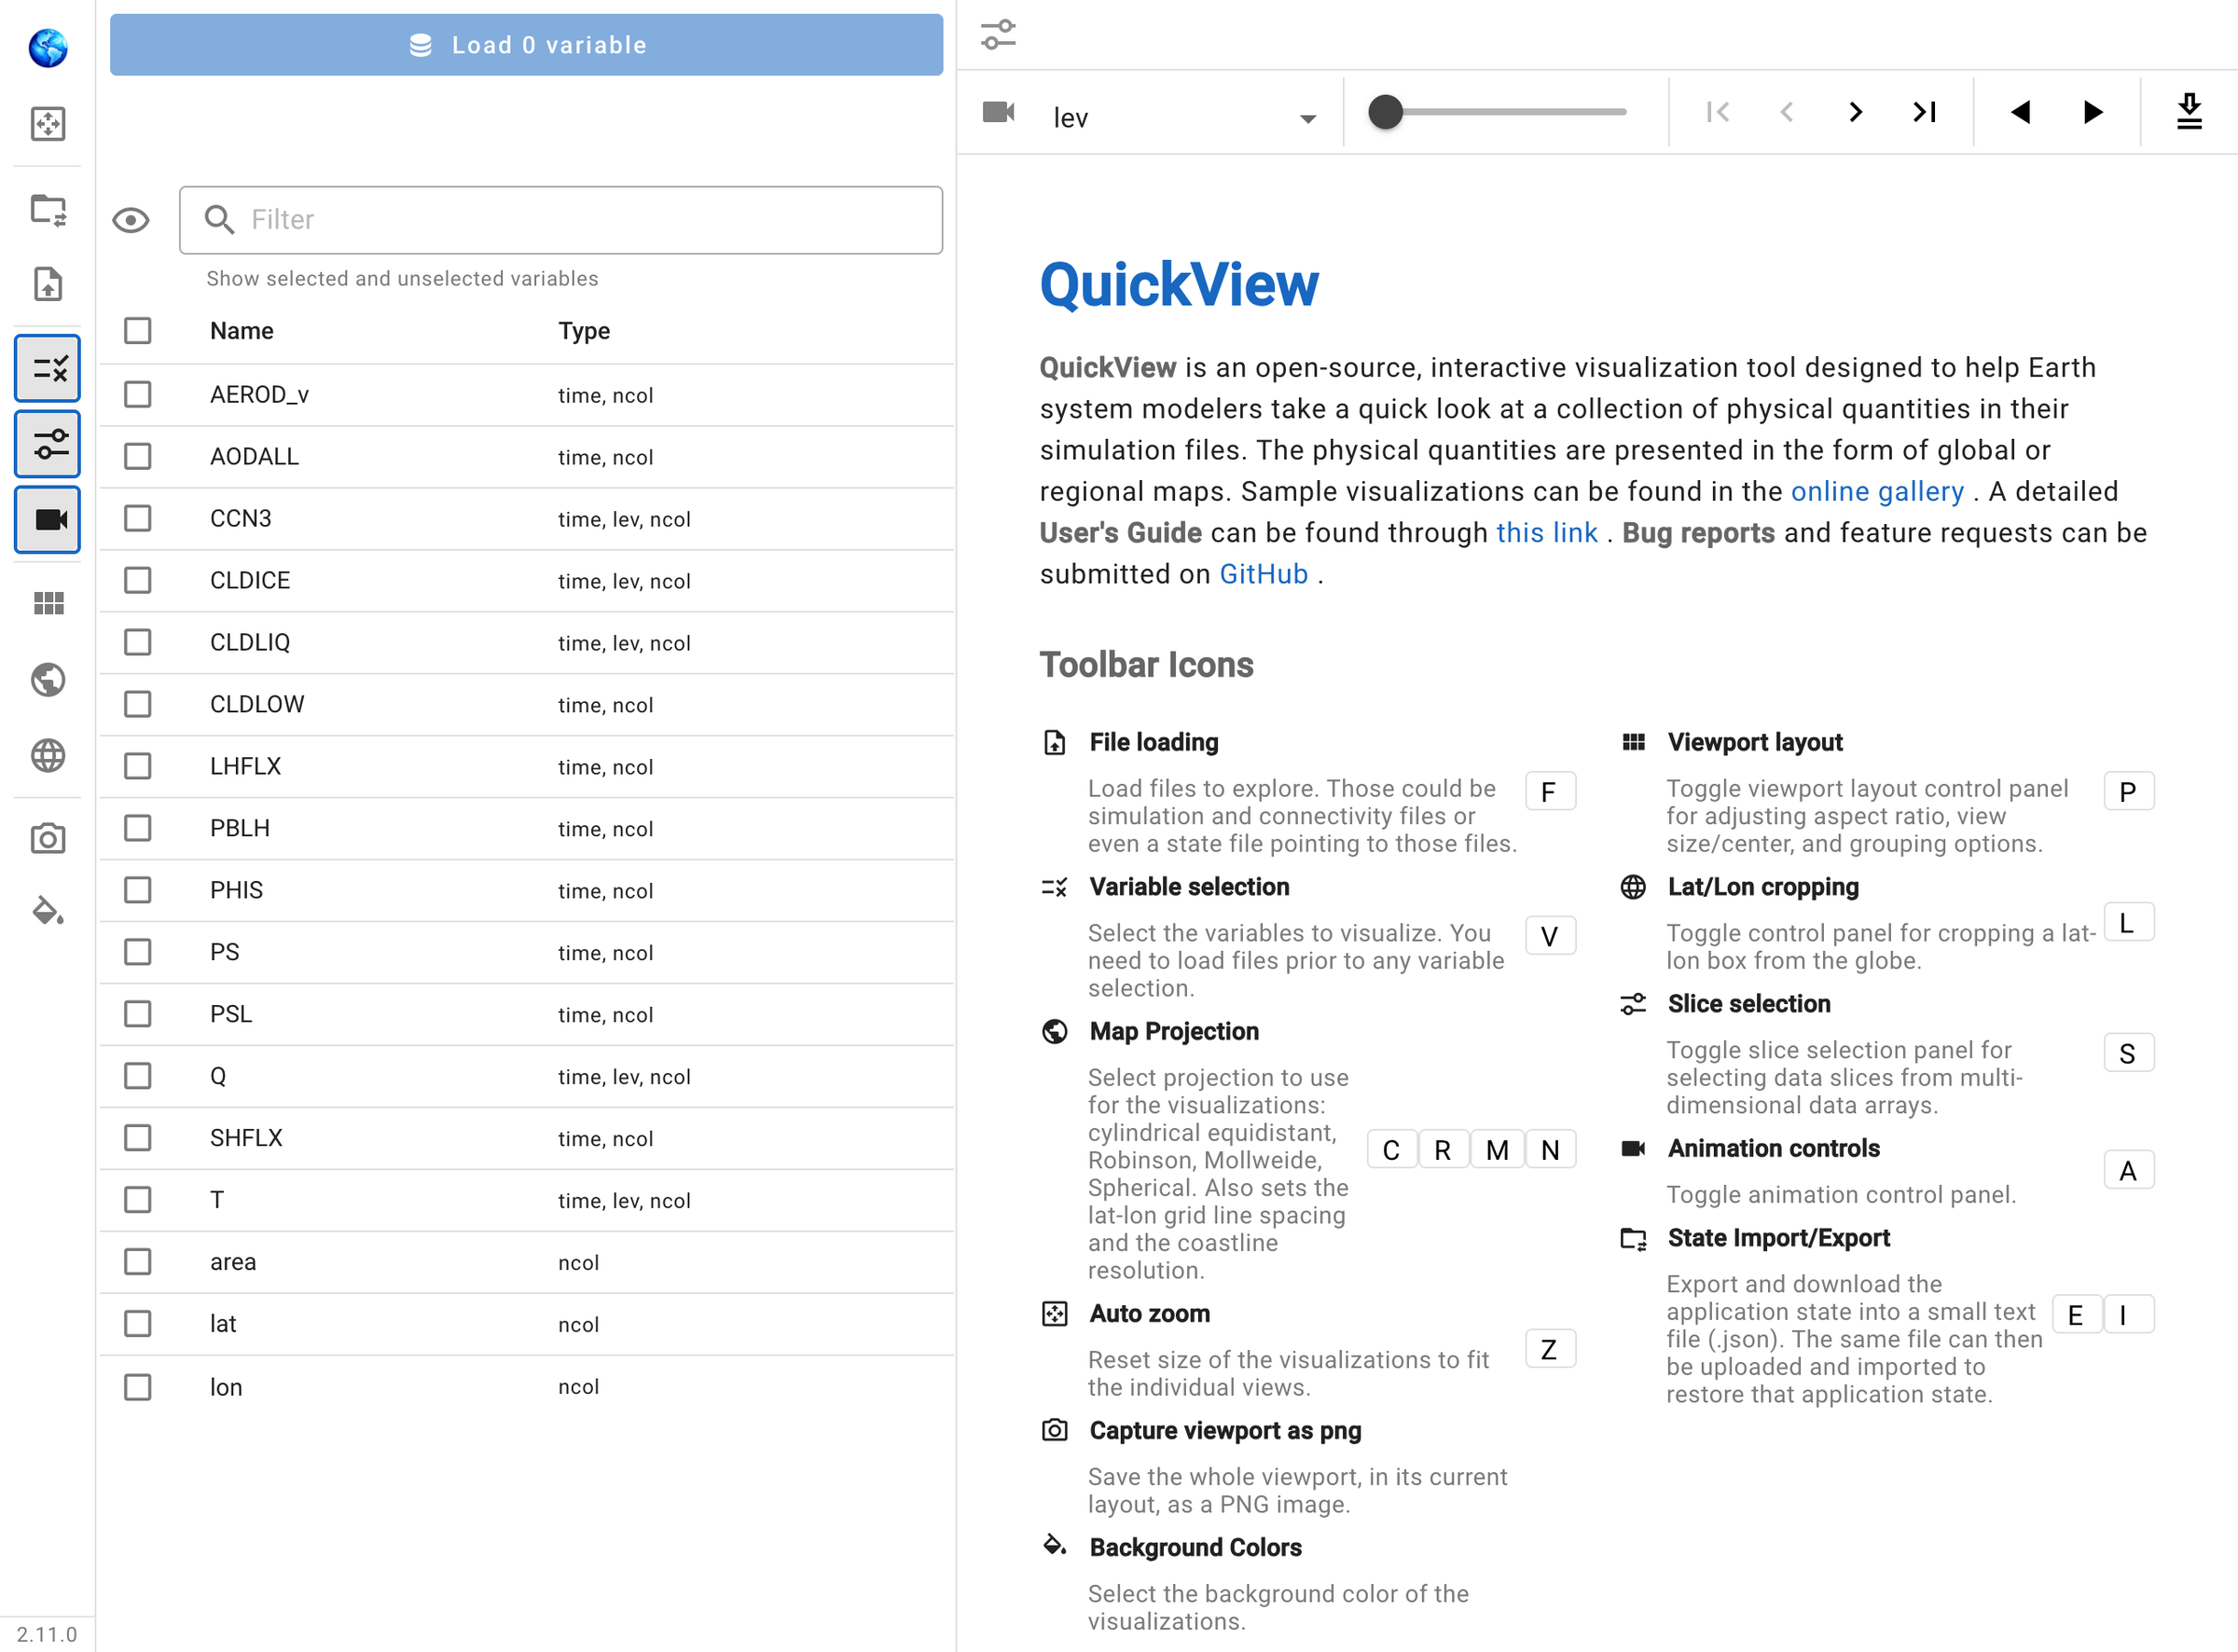 Load 0 variable
Filter
Show selected and unselected variables
Name Type
AEROD_v time, ncol
AODALL time, ncol
CCN3 time, lev, ncol
CLDICE time, lev, ncol
CLDLIQ time, lev, ncol
CLDLOW time, ncol
LHFLX time, ncol
PBLH time, ncol
PHIS time, ncol
PS time, ncol
PSL time, ncol
Q time, lev, ncol
SHFLX time, ncol
T time, lev, ncol
area ncol
lat ncol
lon ncol
2.11.0
lev
QuickView
QuickView is an open-source, interactive visualization tool designed to help Earth
system modelers take a quick look at a collection of physical quantities in their
simulation files. The physical quantities are presented in the form of global or
regional maps. Sample visualizations can be found in the online gallery . A detailed
User's Guide can be found through this link . Bug reports and feature requests can be
submitted on GitHub .
Toolbar Icons
File loading
Load files to explore. Those could be
simulation and connectivity files or
even a state file pointing to those files.
F
Variable selection
Select the variables to visualize. You
need to load files prior to any variable
selection.
V
Map Projection
Select projection to use
for the visualizations:
cylindrical equidistant,
Robinson, Mollweide,
Spherical. Also sets the
lat-lon grid line spacing
and the coastline
resolution.
C R M N
Auto zoom
Reset size of the visualizations to fit
the individual views.
Z
Capture viewport as png
Save the whole viewport, in its current
layout, as a PNG image.
Background Colors
Select the background color of the
visualizations.
Viewport layout
Toggle viewport layout control panel
for adjusting aspect ratio, view
size/center, and grouping options.
P
Lat/Lon cropping
Toggle control panel for cropping a lat-
lon box from the globe.
L
Slice selection
Toggle slice selection panel for
selecting data slices from multi-
dimensional data arrays.
S
Animation controls
Toggle animation control panel.
A
State Import/Export
Export and download the
application state into a small text
file (.json). The same file can then
be uploaded and imported to
restore that application state.
E I